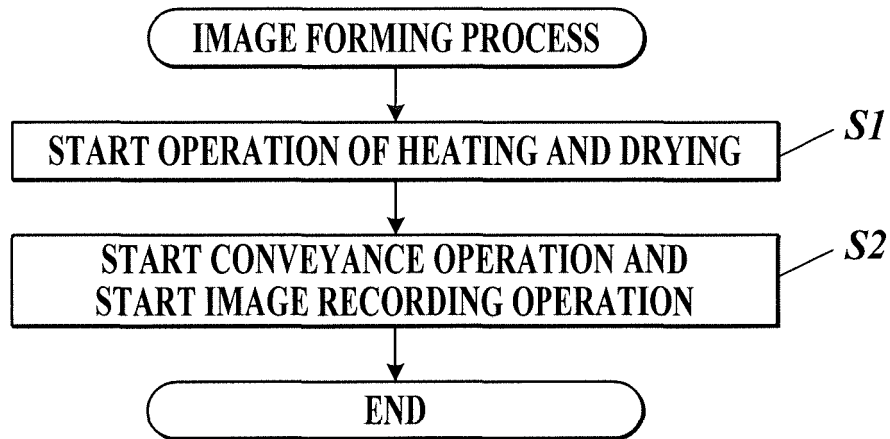 IMAGE FORMING PROCESS
START OPERATION OF HEATING AND DRYING
S1
START CONVEYANCE OPERATION AND
START IMAGE RECORDING OPERATION
S2
END